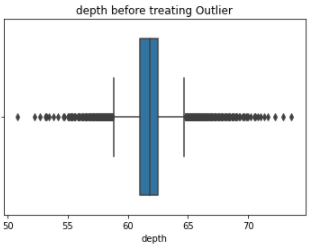 depth before treating Outlier
50 55 60 65 70
depth